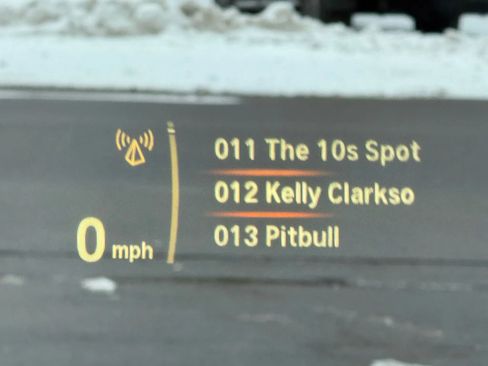 011 The 10s Spot
012 Kelly Clarkso
013 Pitbull
0 mph